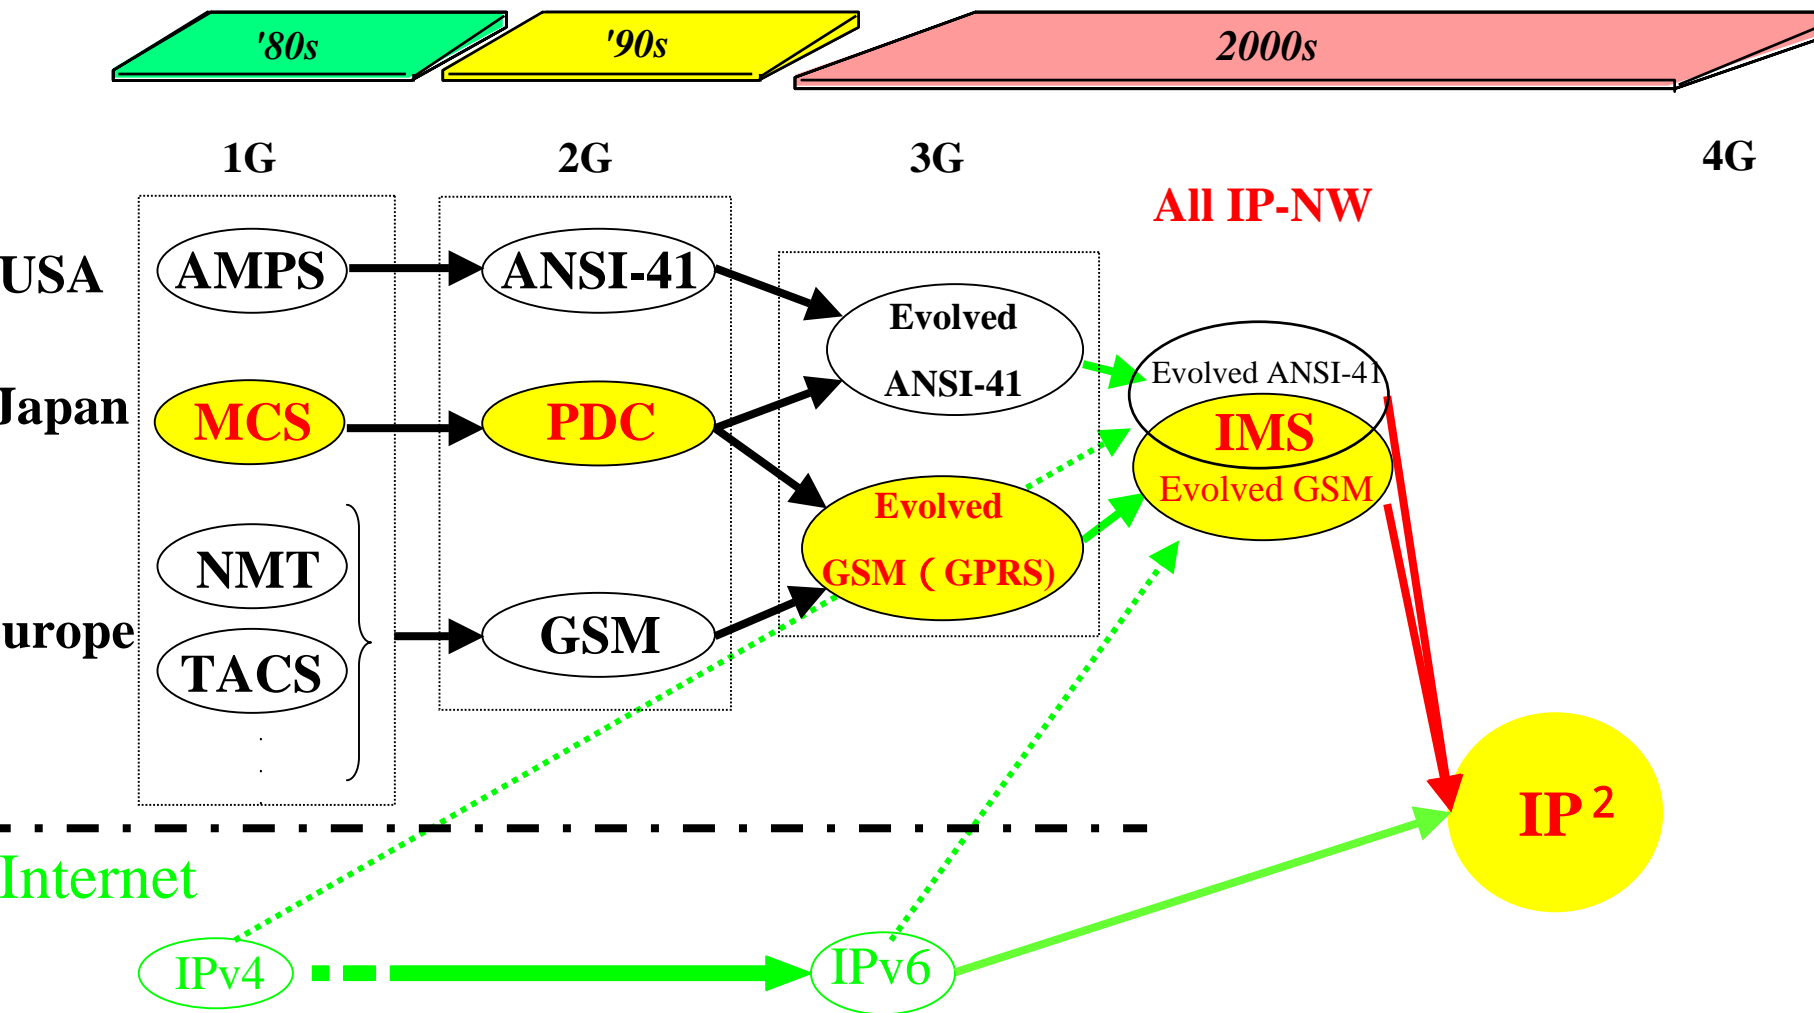 '80s
'90s
2000s
1G
2G
3G
4G
All IP-NW
USA
AMPS
ANSI-41
Evolved
ANSI-41
Evolved ANSI-41
Japan
MCS
PDC
IMS
Evolved GSM
Evolved
GSM ( GPRS)
NMT
urope
TACS
GSM
.
.
.
IP 2
Internet
IPv4
IPv6